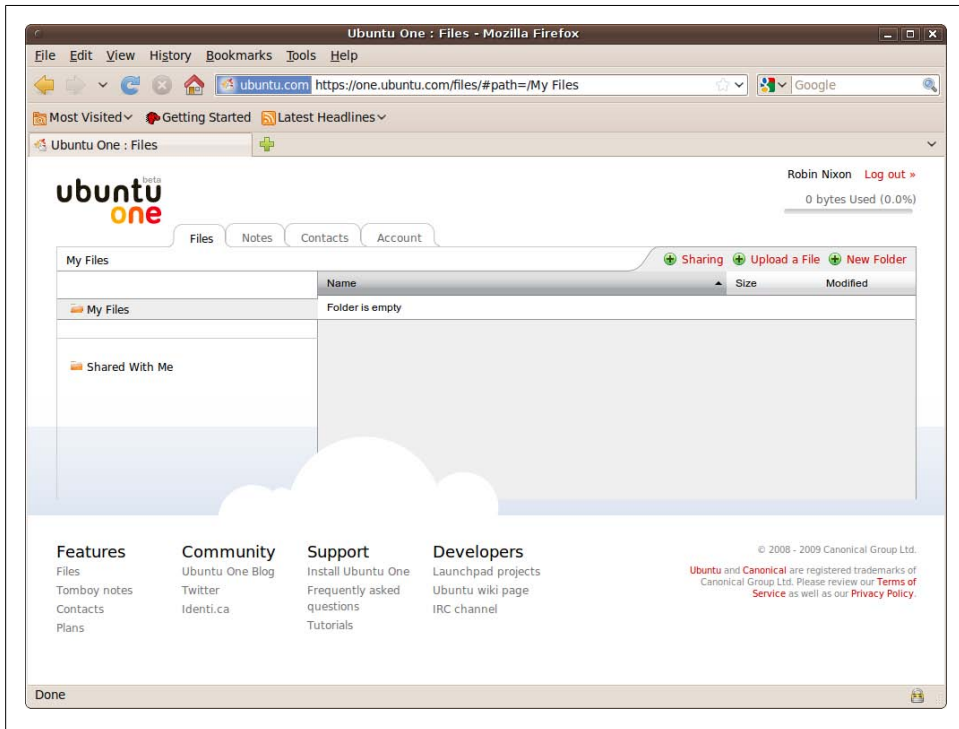 Ubuntu One : Files - Mozilla Firefox
File Edit View History Bookmarks Tools Help
ubuntu.com https://one.ubuntu.com/files/#path=/My Files
Google
Most Visited Getting Started Latest Headlines
Ubuntu One : Files
Robin Nixon Log out »
0 bytes Used (0.0%)
ubuntu beta
one
Files Notes Contacts Account
My Files
Sharing Upload a File New Folder
Name Size Modified
My Files
Folder is empty
Shared With Me
Features
Files
Tomboy notes
Contacts
Plans
Community
Ubuntu One Blog
Twitter
Identi.ca
Support
Install Ubuntu One
Frequently asked
questions
Tutorials
Developers
Launchpad projects
Ubuntu wiki page
IRC channel
© 2008 - 2009 Canonical Group Ltd.
Ubuntu and Canonical are registered trademarks of
Canonical Group Ltd. Please review our Terms of
Service as well as our Privacy Policy.
Done